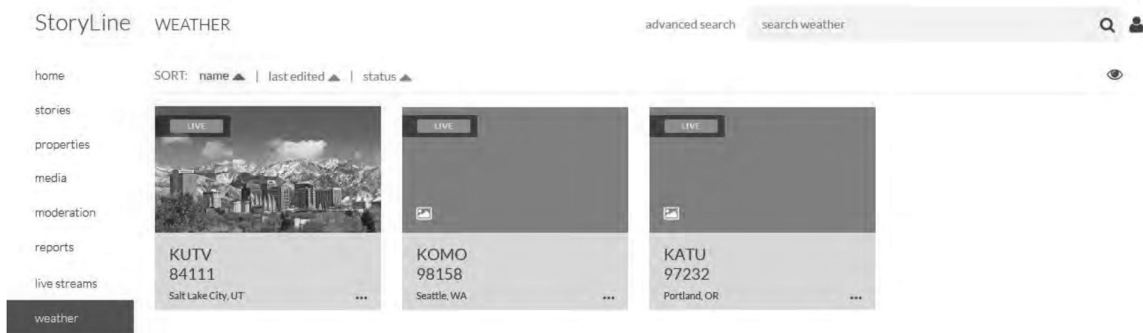 StoryLine WEATHER advanced search search weather
home
SORT: name | last edited | status
stories
properties
media
moderation
reports
live streams
weather
LIVE
KUTV
84111
Salt Lake City, UT
...
LIVE
KOMO
98158
Seattle, WA
...
LIVE
KATU
97232
Portland, OR
...